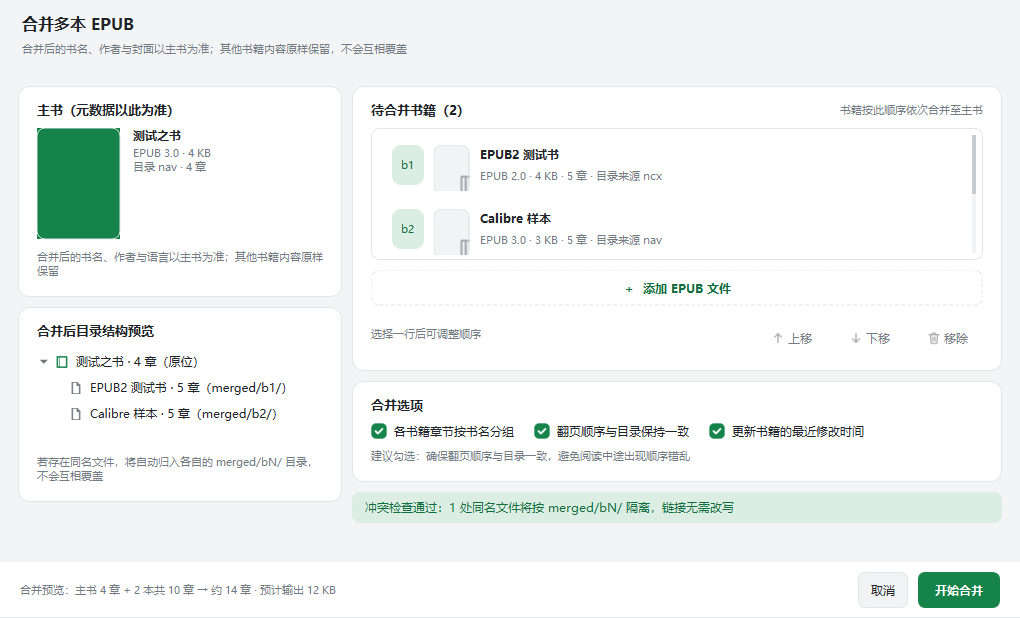 合并多本 EPUB
合并后的书名、作者与封面以主书为准；其他书籍内容原样保留，不会互相覆盖
主书（元数据以此为准）
测试之书
EPUB 3.0 · 4 KB
目录 nav · 4 章
合并后的书名、作者与语言以主书为准；其他书籍内容原样
保留
合并后目录结构预览
测试之书 · 4 章（原位）
EPUB2 测试书 · 5 章（merged/b1/）
Calibre 样本 · 5 章（merged/b2/）
若存在同名文件，将自动归入各自的 merged/bN/ 目录，
不会互相覆盖
待合并书籍（2）
书籍按此顺序依次合并至主书
b1
EPUB2 测试书
EPUB 2.0 · 4 KB · 5 章 · 目录来源 ncx
b2
Calibre 样本
EPUB 3.0 · 3 KB · 5 章 · 目录来源 nav
+ 添加 EPUB 文件
选择一行后可调整顺序
↑ 上移
↓ 下移
移除
合并选项
各书籍章节按书名分组
翻页顺序与目录保持一致
更新书籍的最近修改时间
建议勾选：确保翻页顺序与目录一致，避免阅读中途出现顺序错乱
冲突检查通过：1 处同名文件将按 merged/bN/ 隔离，链接无需改写
合并预览：主书 4 章 + 2 本共 10 章 → 约 14 章 · 预计输出 12 KB
取消
开始合并